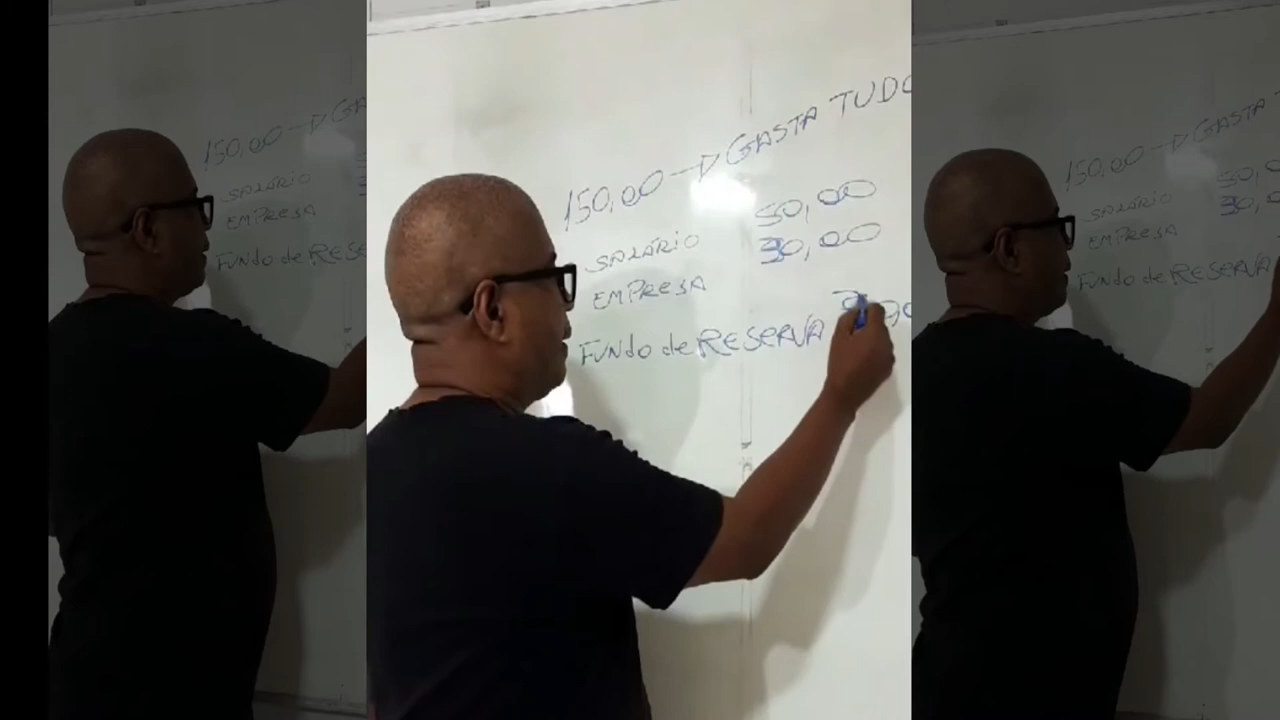 150,00 → GASTA TUDO
SALÁRIO 50,00
EMPRESA 30,00
FUNDO de RESERVA